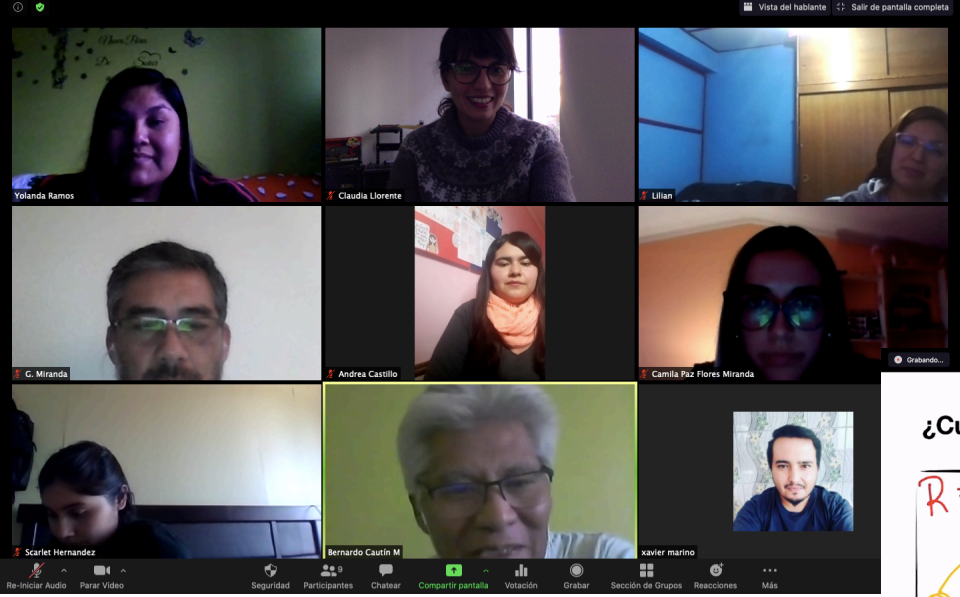 Vista del hablante
Salir de pantalla completa
Yolanda Ramos
Claudia Llorente
Lilian
G. Miranda
Andrea Castillo
Camila Paz Flores Miranda
Grabando...
¿Cu
R
Scarlet Hernandez
Bernardo Cautín M
xavier marino
9
Re-Iniciar Audio
Parar Video
Seguridad
Participantes
Chatear
Compartir pantalla
Votación
Grabar
Sección de Grupos
Reacciones
Más